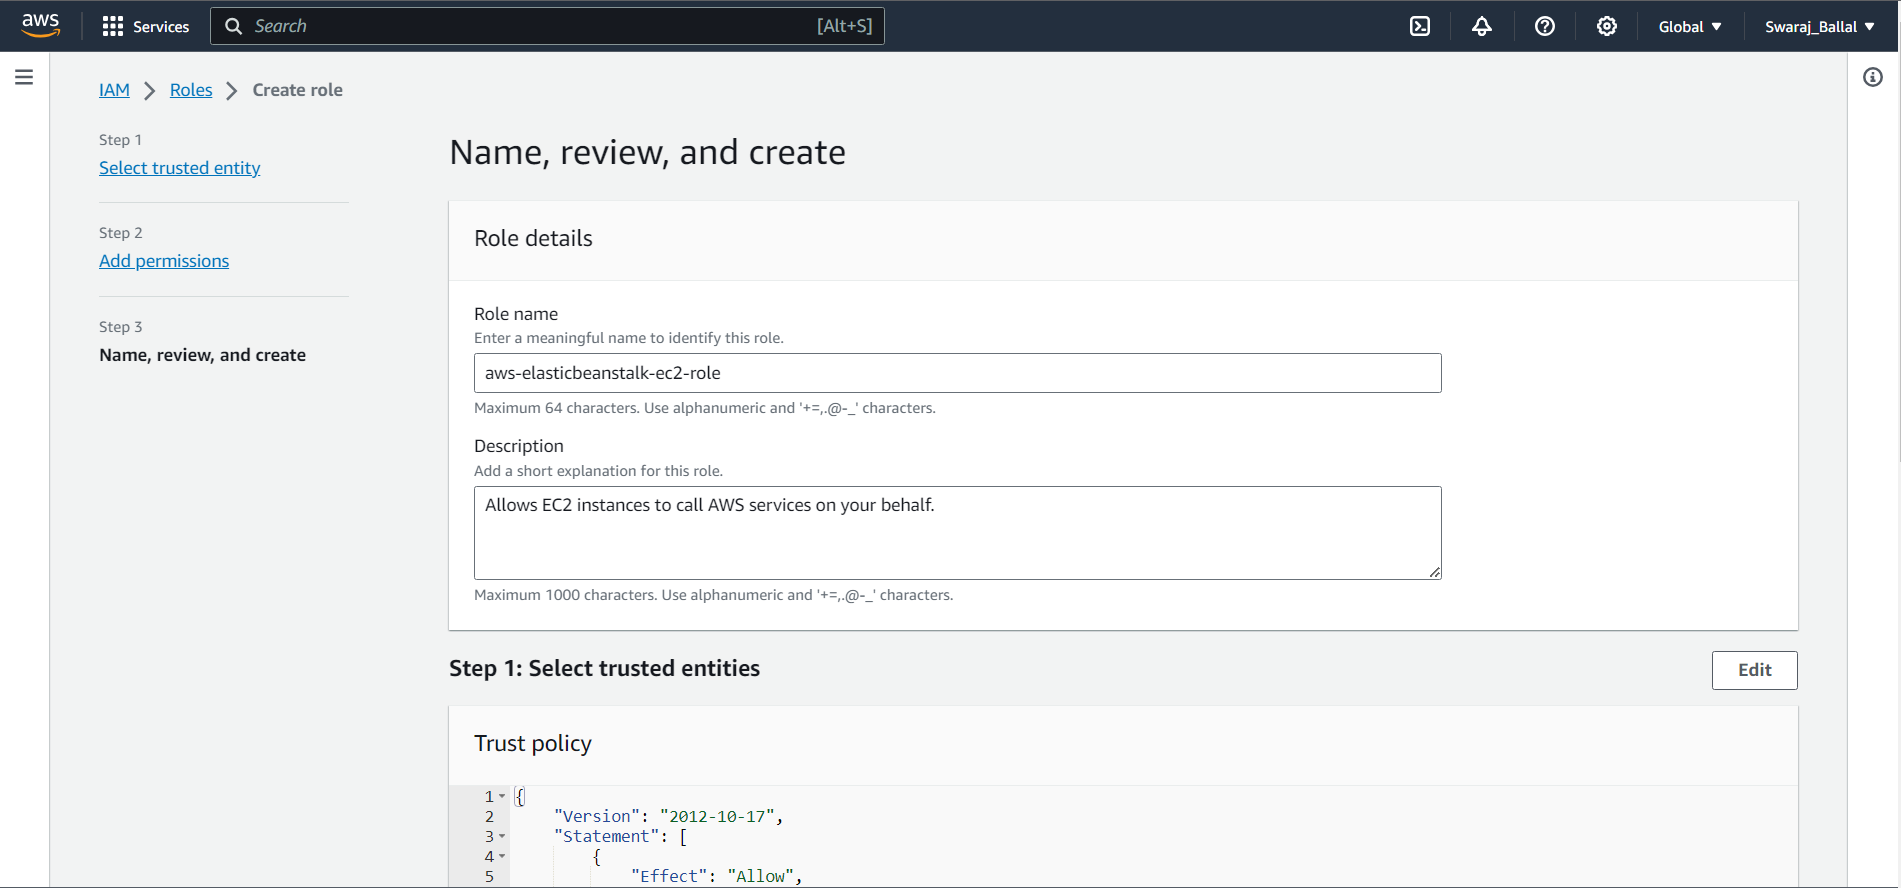 aws
Services
Search
[Alt+S]
Global
Swaraj_Ballal
IAM
Roles
Create role
Step 1
Select trusted entity
Step 2
Add permissions
Step 3
Name, review, and create
Name, review, and create
Role details
Role name
Enter a meaningful name to identify this role.
aws-elasticbeanstalk-ec2-role
Maximum 64 characters. Use alphanumeric and '+=,.@-_' characters.
Description
Add a short explanation for this role.
Allows EC2 instances to call AWS services on your behalf.
Maximum 1000 characters. Use alphanumeric and '+=,.@-_' characters.
Step 1: Select trusted entities
Edit
Trust policy
1 {
2 "Version": "2012-10-17",
3 "Statement": [
4 {
5 "Effect": "Allow",